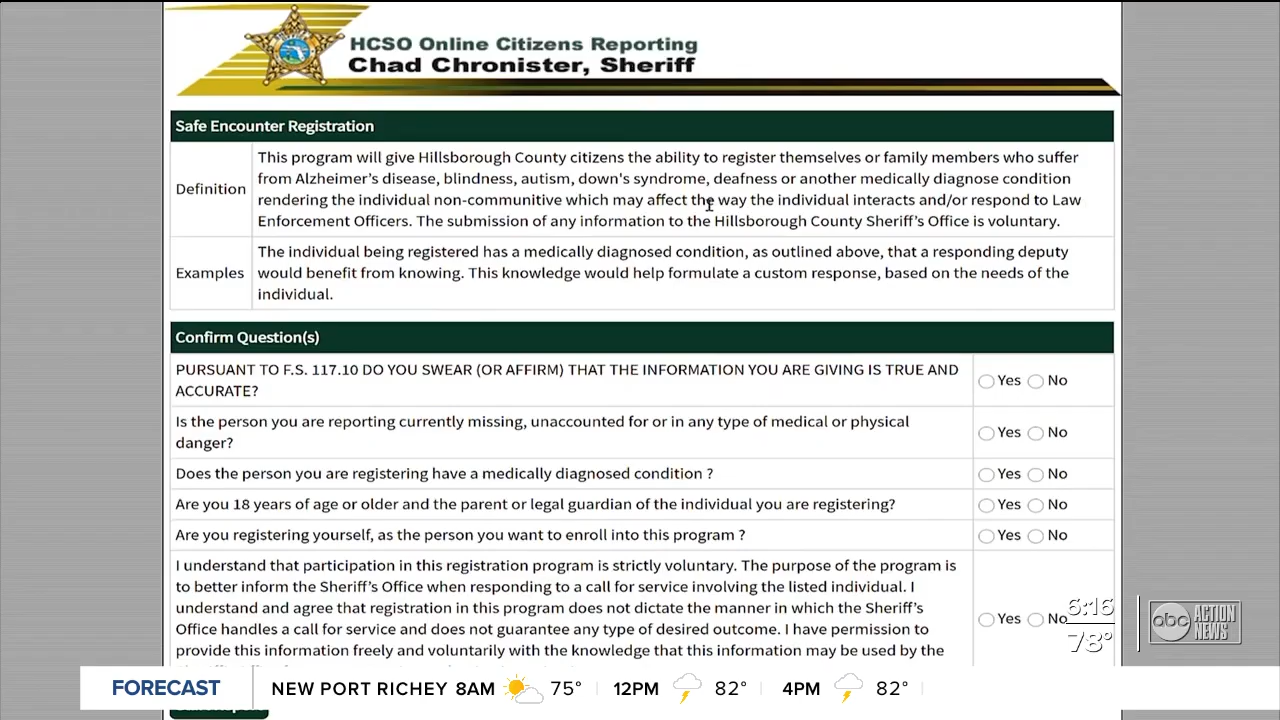 HCSO Online Citizens Reporting
Chad Chronister, Sheriff
Safe Encounter Registration
Definition
This program will give Hillsborough County citizens the ability to register themselves or family members who suffer
from Alzheimer's disease, blindness, autism, down's syndrome, deafness or another medically diagnose condition
rendering the individual non-communitive which may affect the way the individual interacts and/or respond to Law
Enforcement Officers. The submission of any information to the Hillsborough County Sheriff's Office is voluntary.
Examples
The individual being registered has a medically diagnosed condition, as outlined above, that a responding deputy
would benefit from knowing. This knowledge would help formulate a custom response, based on the needs of the
individual.
Confirm Question(s)
PURSUANT TO F.S. 117.10 DO YOU SWEAR (OR AFFIRM) THAT THE INFORMATION YOU ARE GIVING IS TRUE AND
ACCURATE?
Yes No
Is the person you are reporting currently missing, unaccounted for or in any type of medical or physical
danger?
Yes No
Does the person you are registering have a medically diagnosed condition ?
Yes No
Are you 18 years of age or older and the parent or legal guardian of the individual you are registering?
Yes No
Are you registering yourself, as the person you want to enroll into this program ?
Yes No
I understand that participation in this registration program is strictly voluntary. The purpose of the program is
to better inform the Sheriff's Office when responding to a call for service involving the listed individual. I
understand and agree that registration in this program does not dictate the manner in which the Sheriff's
Office handles a call for service and does not guarantee any type of desired outcome. I have permission to
provide this information freely and voluntarily with the knowledge that this information may be used by the
Yes No
6:16
78°
abc ACTION NEWS
FORECAST NEW PORT RICHEY 8AM 75° 12PM 82° 4PM 82°